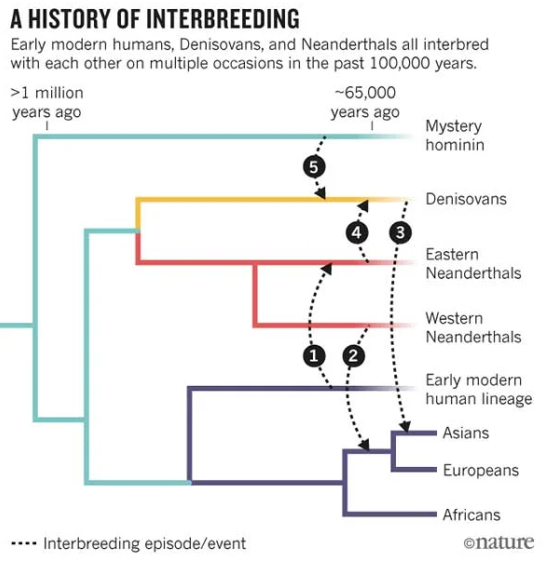 A HISTORY OF INTERBREEDING
Early modern humans, Denisovans, and Neanderthals all interbred
with each other on multiple occasions in the past 100,000 years.
>1 million
years ago
~65,000
years ago
Mystery
hominin
5
Denisovans
4
3
Eastern
Neanderthals
Western
Neanderthals
1
2
Early modern
human lineage
Asians
Europeans
Africans
Interbreeding episode/event
©nature